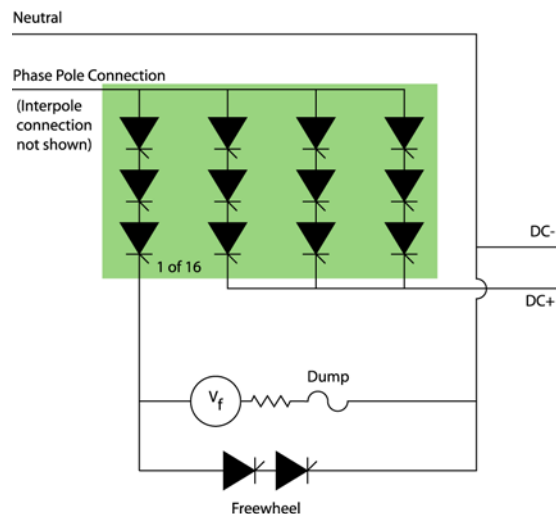 Neutral
Phase Pole Connection
(Interpole
connection
not shown)
1 of 16
DC-
DC+
Dump
Vf
Freewheel